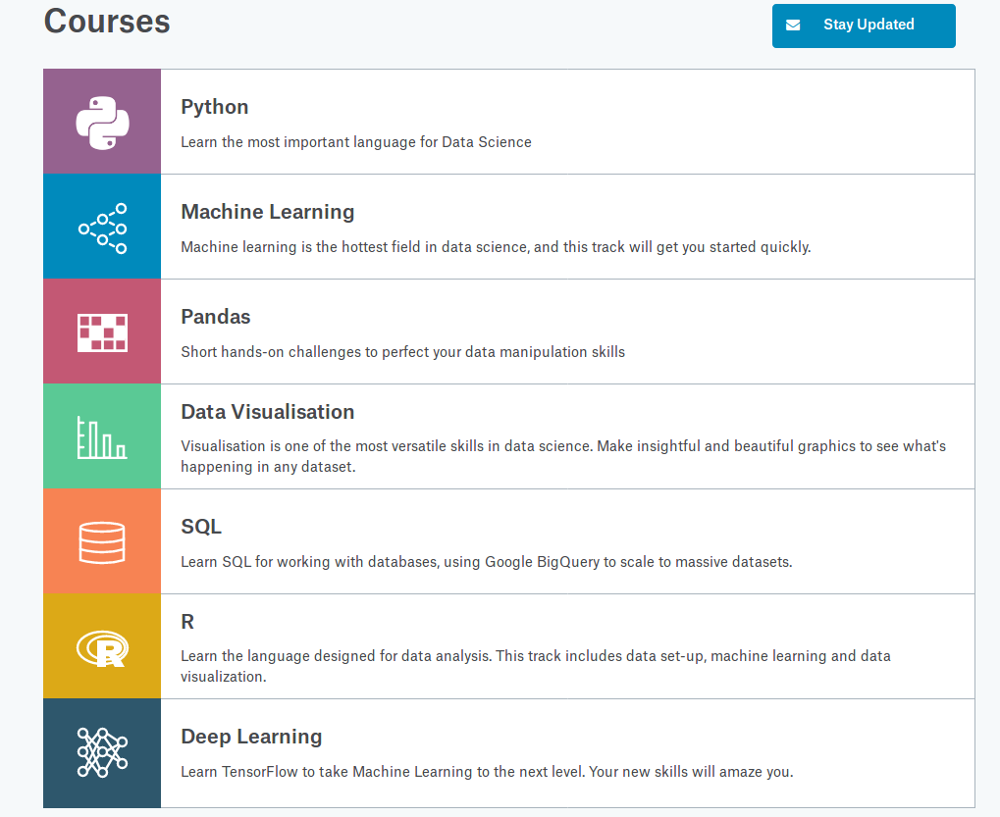 Courses
Stay Updated
Python
Learn the most important language for Data Science
Machine Learning
Machine learning is the hottest field in data science, and this track will get you started quickly.
Pandas
Short hands-on challenges to perfect your data manipulation skills
Data Visualisation
Visualisation is one of the most versatile skills in data science. Make insightful and beautiful graphics to see what's
happening in any dataset.
SQL
Learn SQL for working with databases, using Google BigQuery to scale to massive datasets.
R
R
Learn the language designed for data analysis. This track includes data set-up, machine learning and data
visualization.
Deep Learning
Learn TensorFlow to take Machine Learning to the next level. Your new skills will amaze you.